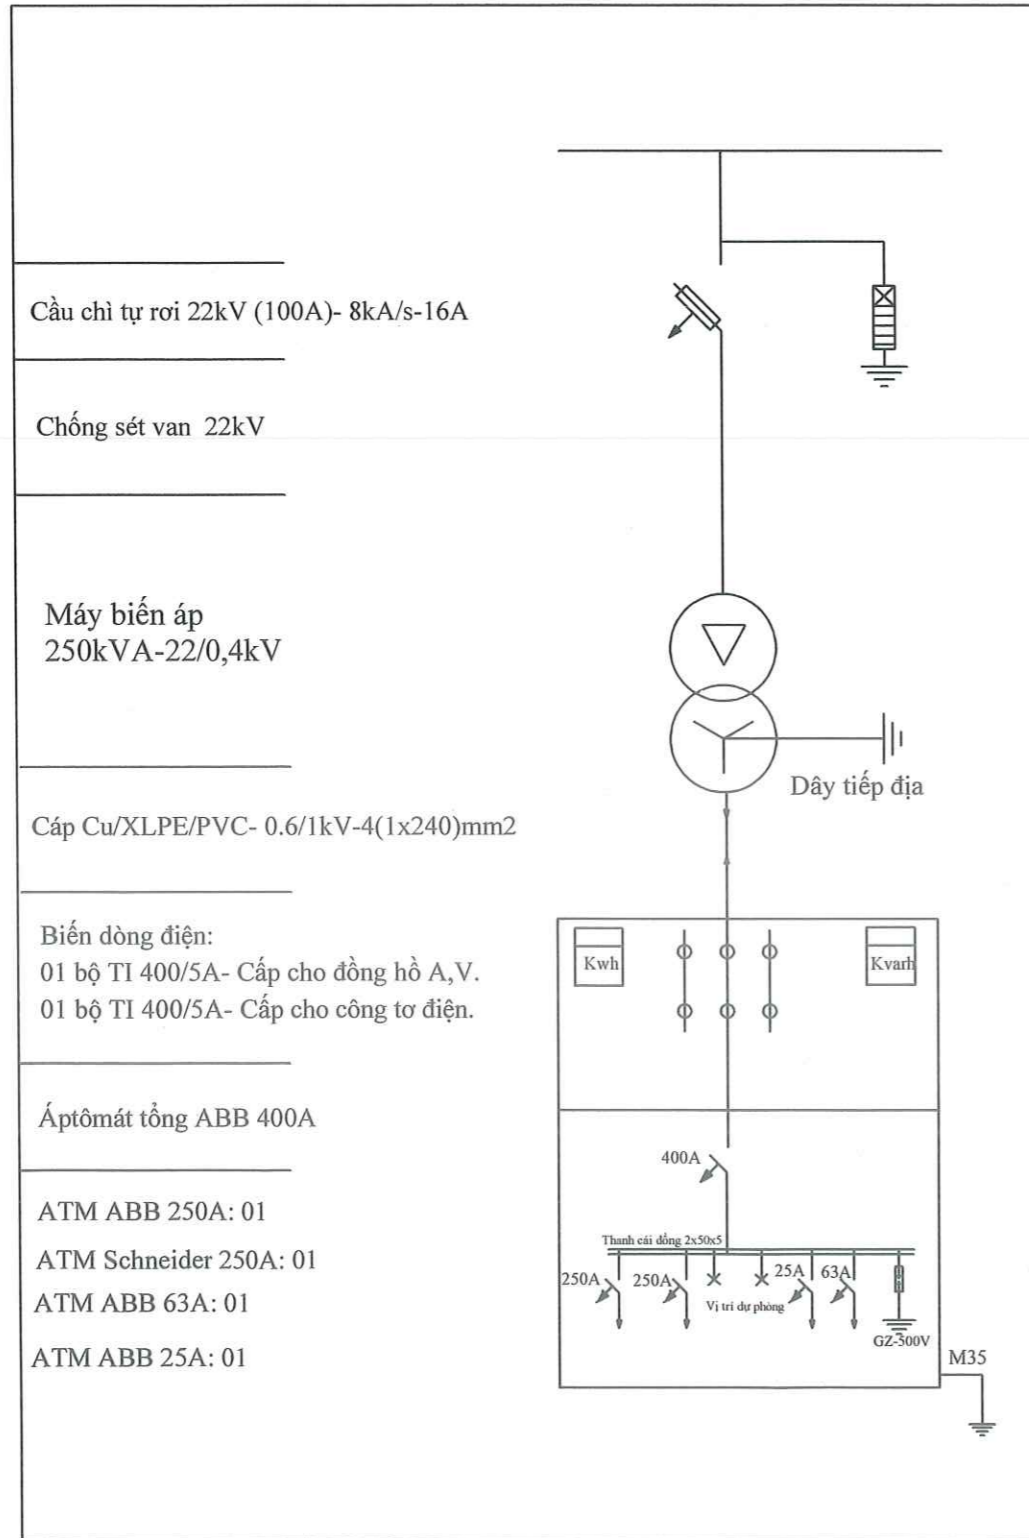 Cầu chì tự rơi 22kV (100A)- 8kA/s-16A
Chống sét van 22kV
Máy biến áp
250kVA-22/0,4kV
Dây tiếp địa
Cáp Cu/XLPE/PVC- 0.6/1kV-4(1x240)mm2
Biến dòng điện:
01 bộ TI 400/5A- Cấp cho đồng hồ A,V.
01 bộ TI 400/5A- Cấp cho công tơ điện.
Kwh
Kvarh
Áptômát tổng ABB 400A
400A
ATM ABB 250A: 01
ATM Schneider 250A: 01
ATM ABB 63A: 01
ATM ABB 25A: 01
Thanh cái đồng 2x50x5
250A
250A
25A
63A
Vị trí dự phòng
GZ-500V
M35